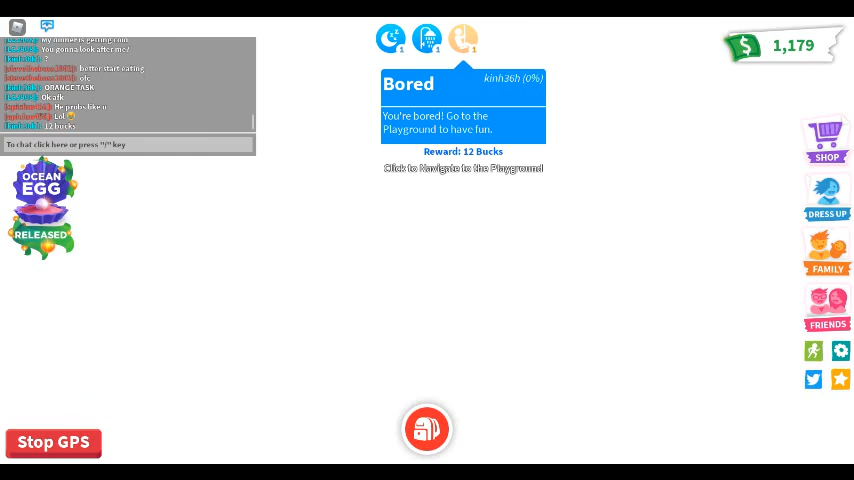 My dinner is getting cold
You gonna look after me?
?
better start eating
ofc
ORANGE TASK
Ok afk
He probs like u
Lol
12 bucks
To chat click here or press "/" key
OCEAN
EGG
RELEASED
1
1
1
Bored
kinh36h (0%)
You're bored! Go to the
Playground to have fun.
Reward: 12 Bucks
Click to Navigate to the Playground
1,179
SHOP
DRESS UP
FAMILY
FRIENDS
Stop GPS